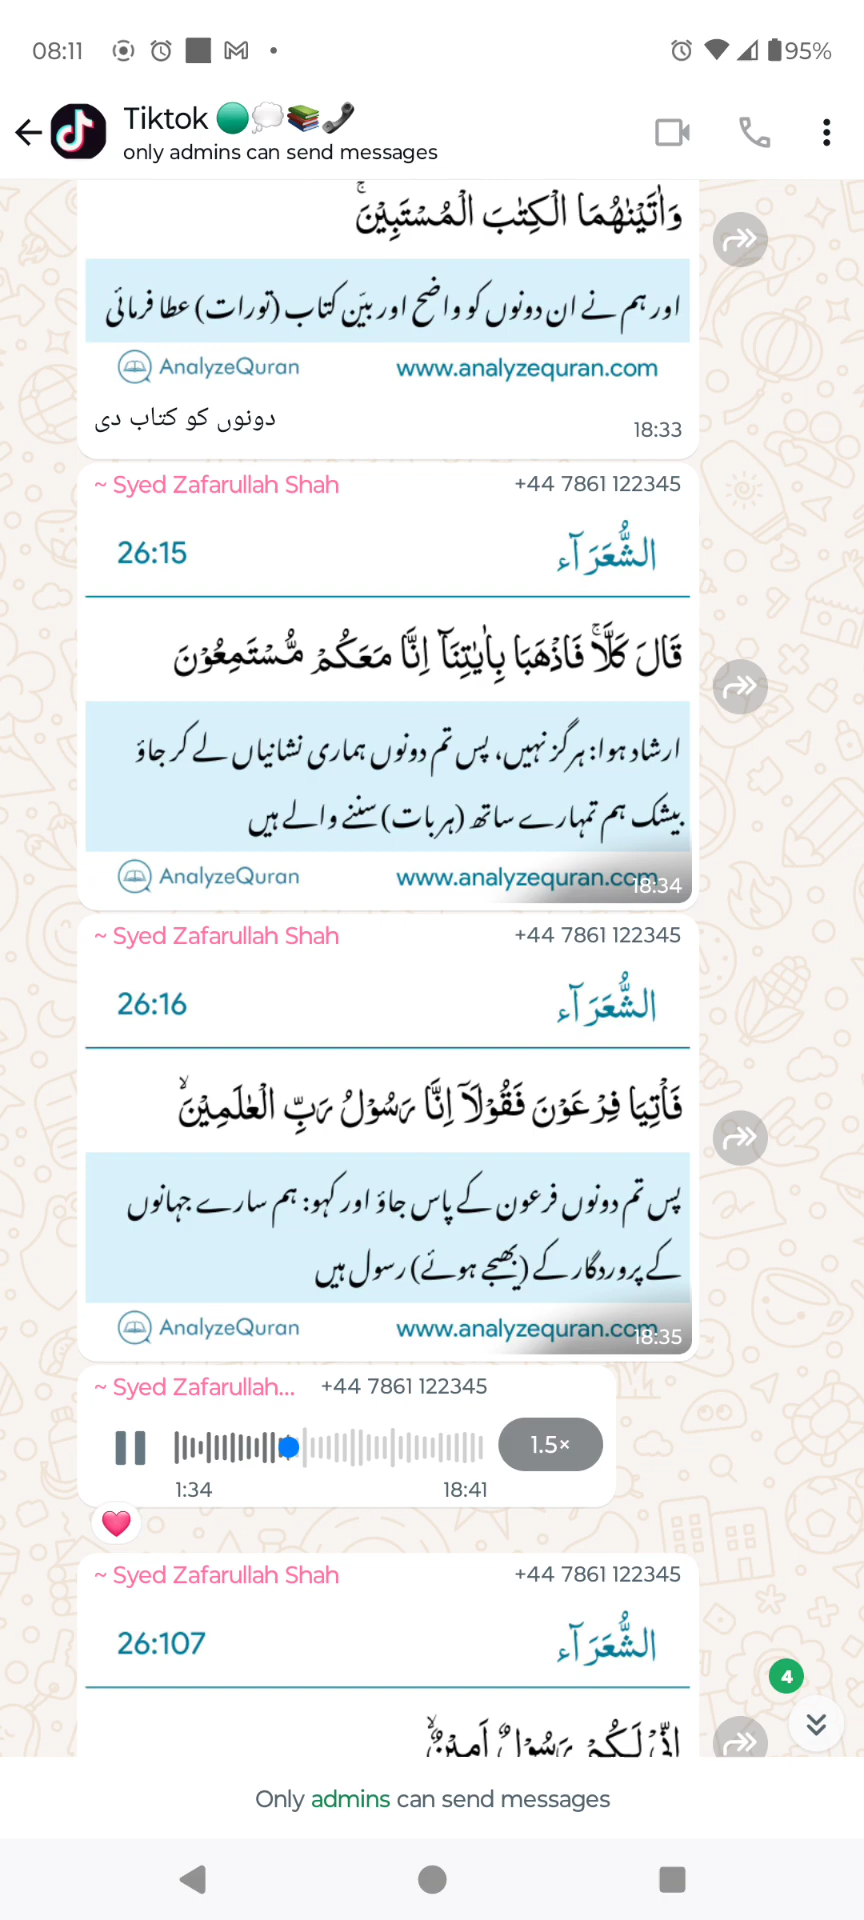 08:11
95%
Tiktok
only admins can send messages
وَاٰتَيْنٰهُمَا الْكِتٰبَ الْمُسْتَبِيْنَۚ
اور ہم نے ان دونوں کو واضح اور بیّن کتاب (تورات) عطا فرمائی
AnalyzeQuran www.analyzequran.com
دونوں کو کتاب دی
18:33
~ Syed Zafarullah Shah +44 7861 122345
26:15 الشُّعَرَآء
قَالَ كَلَّاۚ فَاذْهَبَا بِاٰيٰتِنَآ اِنَّا مَعَكُمْ مُّسْتَمِعُوْنَ
ارشاد ہوا: ہرگز نہیں، پس تم دونوں ہماری نشانیاں لے کر جاؤ
بیشک ہم تمہارے ساتھ (ہر بات) سننے والے ہیں
AnalyzeQuran www.analyzequran.com
18:34
~ Syed Zafarullah Shah +44 7861 122345
26:16 الشُّعَرَآء
فَاْتِيَا فِرْعَوْنَ فَقُوْلَآ اِنَّا رَسُوْلُ رَبِّ الْعٰلَمِيْنَۙ
پس تم دونوں فرعون کے پاس جاؤ اور کہو: ہم سارے جہانوں
کے پروردگار کے (بھیجے ہوئے) رسول ہیں
AnalyzeQuran www.analyzequran.com
18:35
~ Syed Zafarullah... +44 7861 122345
1.5×
1:34 18:41
~ Syed Zafarullah Shah +44 7861 122345
26:107 الشُّعَرَآء
4
اِنِّيْ لَكُمْ رَسُوْلٌ اَمِيْنٌۙ
Only admins can send messages